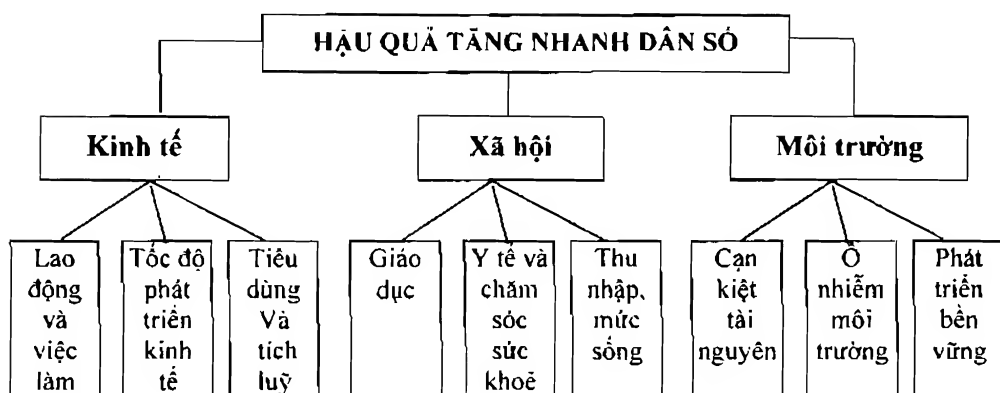 HẬU QUẢ TĂNG NHANH DÂN SỐ
Kinh tế
Xã hội
Môi trường
Lao
động
và
việc
làm
Tốc độ
phát
triển
kinh
tế
Tiêu
dùng
Và
tích
luỹ
Giáo
dục
Y tế và
chăm
sóc
sức
khoẻ
Thu
nhập,
mức
sống
Cạn
kiệt
tài
nguyên
Ô
nhiễm
môi
trường
Phát
triển
bền
vững